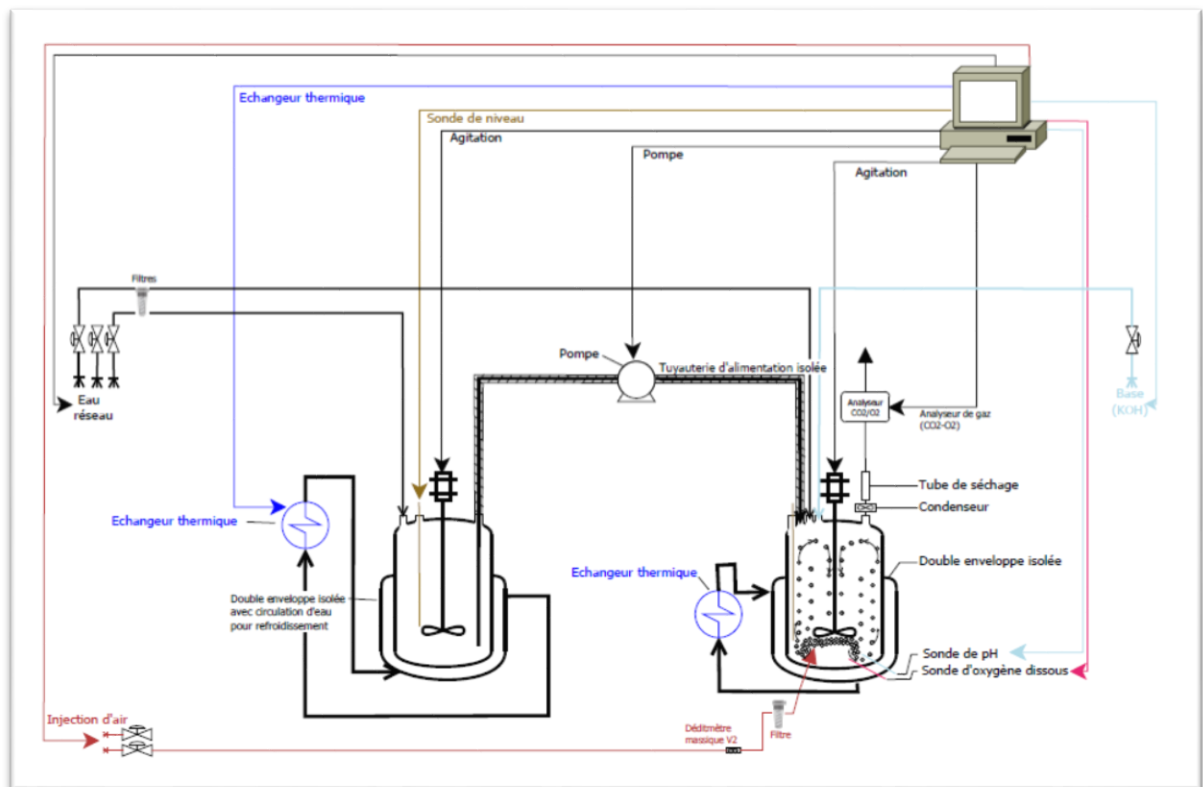 Echangeur thermique
Sonde de niveau
Agitation
Pompe
Agitation
Filtres
Pompe
Tuyauterie d'alimentation isolée
Eau
réseau
Analyseur
CO2/O2
Analyseur de gaz
(CO2-O2)
Base
(KOH)
Tube de séchage
Condenseur
Echangeur thermique
Double enveloppe isolée
Echangeur thermique
Double enveloppe isolée
avec circulation d'eau
pour refroidissement
Sonde de pH
Sonde d'oxygène dissous
Injection d'air
Déditmètre
massique V2
Filtre